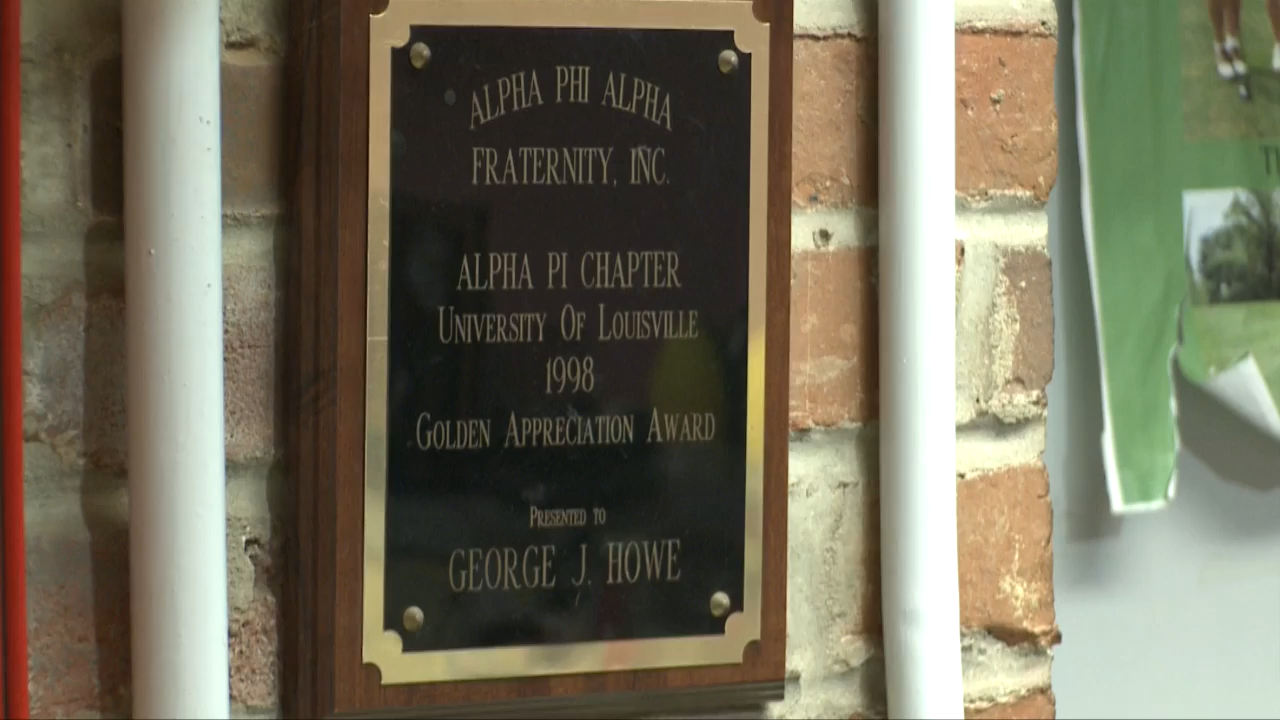 ALPHA PHI ALPHA
FRATERNITY, INC.
ALPHA PI CHAPTER
UNIVERSITY OF LOUISVILLE
1998
GOLDEN APPRECIATION AWARD
PRESENTED TO
GEORGE J. HOWE